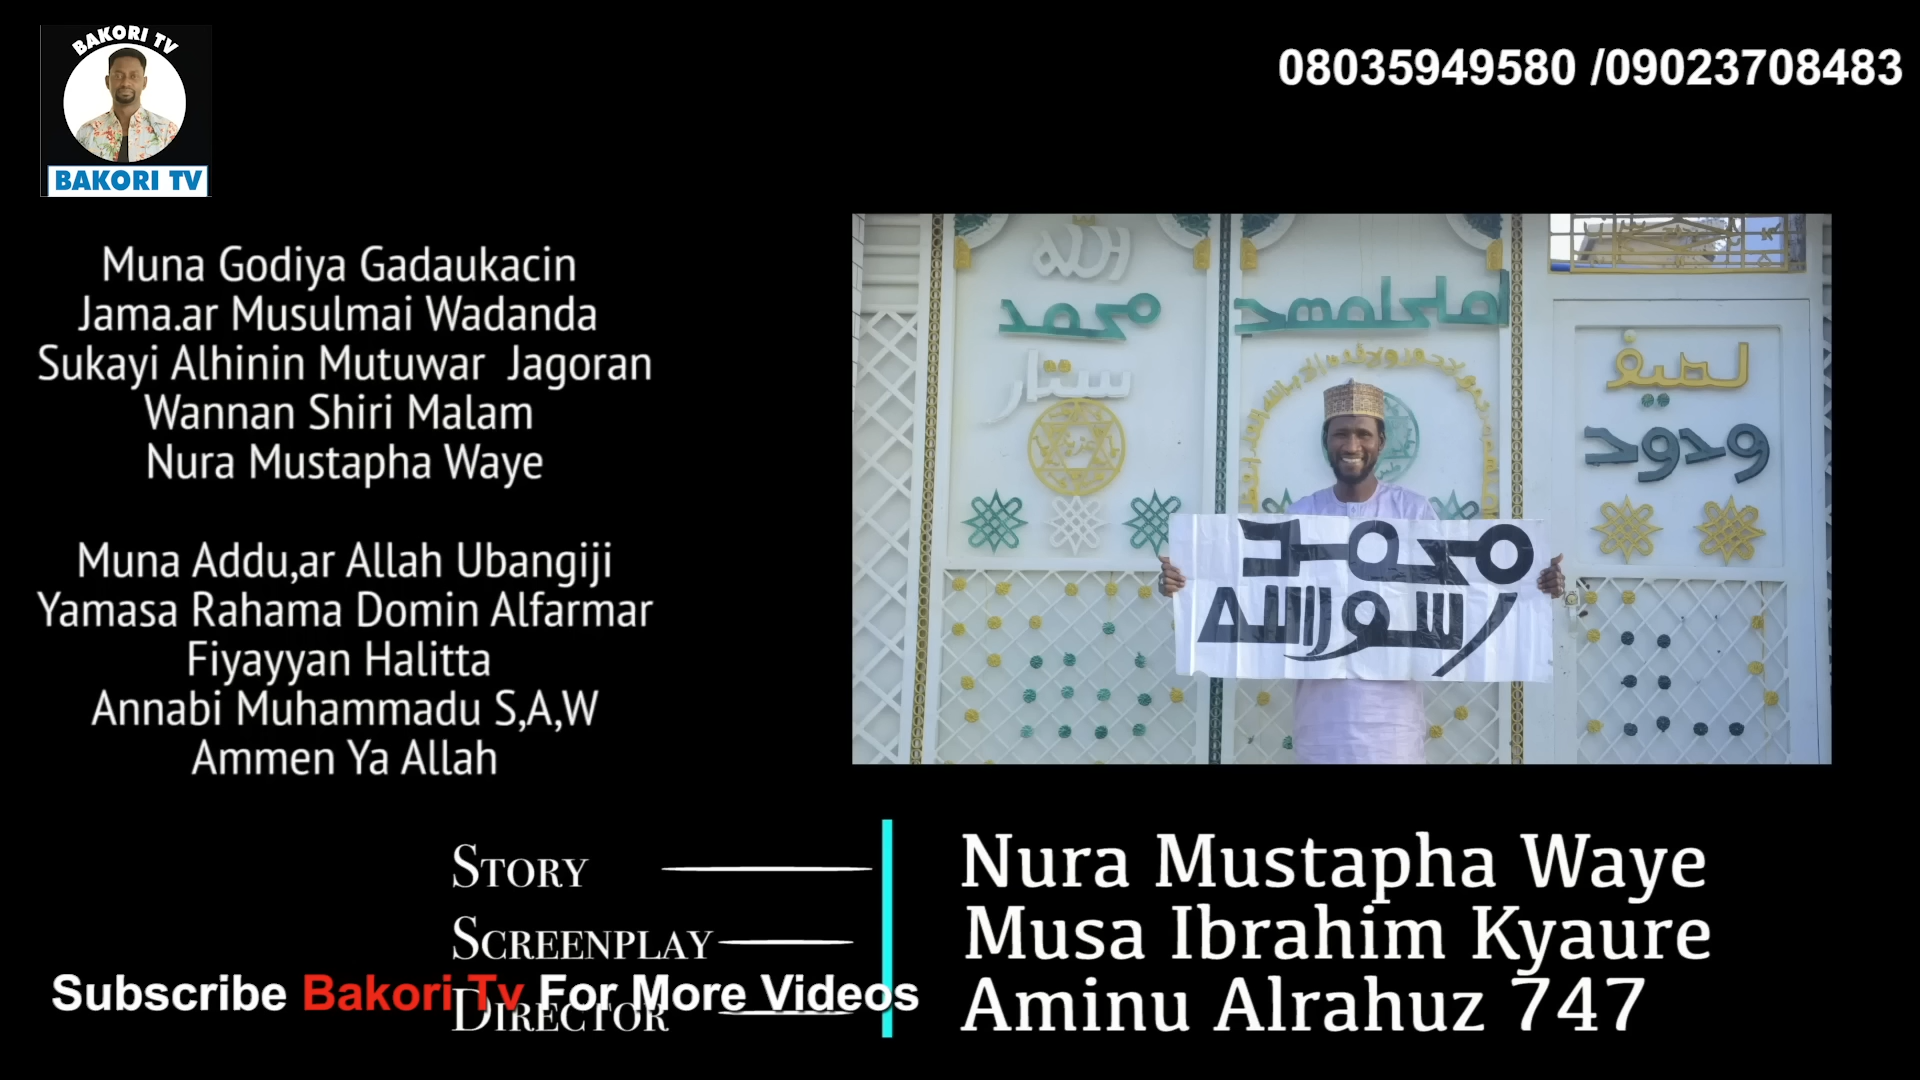 BAKORI TV
BAKORI TV
08035949580 /09023708483
Muna Godiya Gadaukacin
Jama.ar Musulmai Wadanda
Sukayi Alhinin Mutuwar Jagoran
Wannan Shiri Malam
Nura Mustapha Waye
Muna Addu,ar Allah Ubangiji
Yamasa Rahama Domin Alfarmar
Fiyayyan Halitta
Annabi Muhammadu S,A,W
Ammen Ya Allah
الله
محمد
ستار
ودود
محمد
رسول الله
Story Nura Mustapha Waye
Screenplay Musa Ibrahim Kyaure
Director Aminu Alrahuz 747
Subscribe Bakori Tv For More Videos